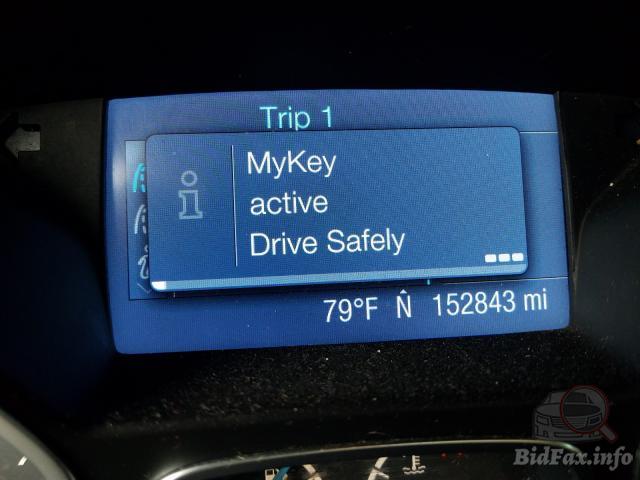 Trip 1
MyKey
active
Drive Safely
79°F N 152843 mi
BidFax.info